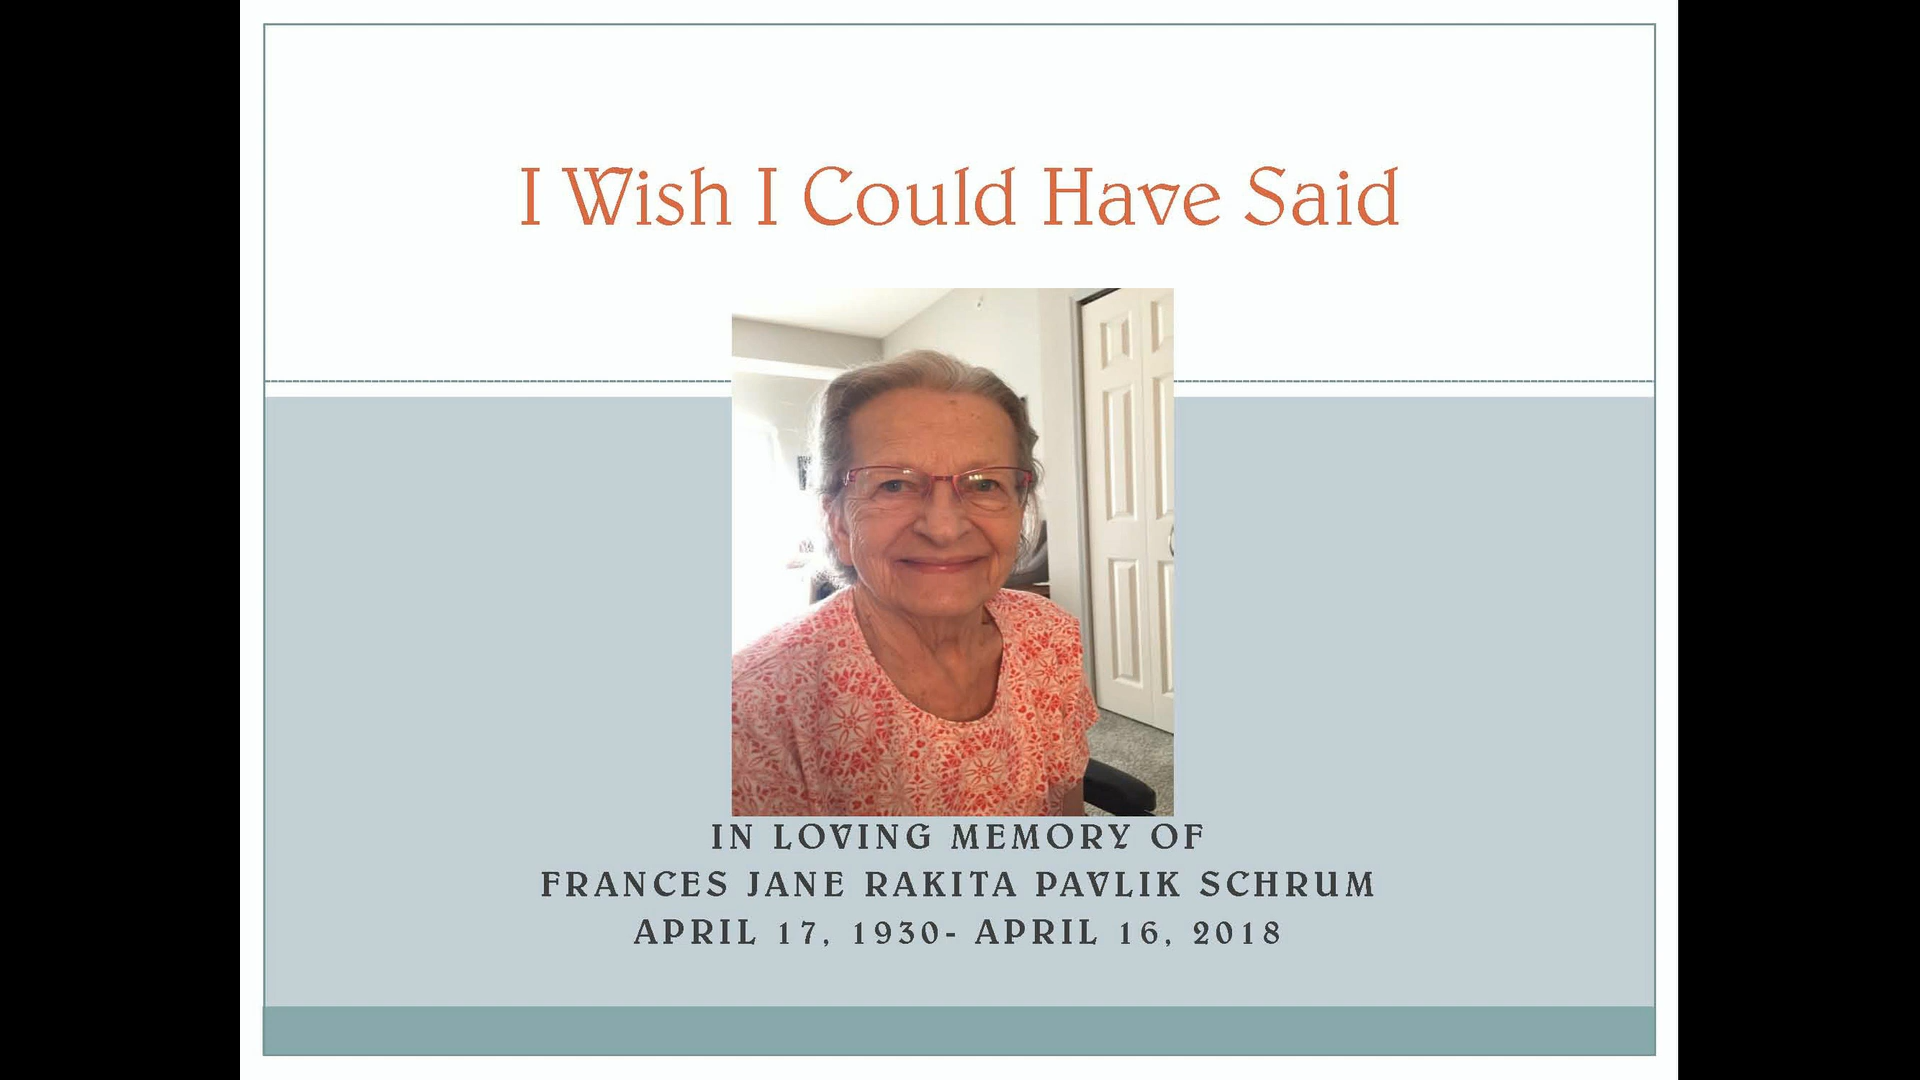 I Wish I Could Have Said
IN LOVING MEMORY OF
FRANCES JANE RAKITA PAVLIK SCHRUM
APRIL 17, 1930- APRIL 16, 2018